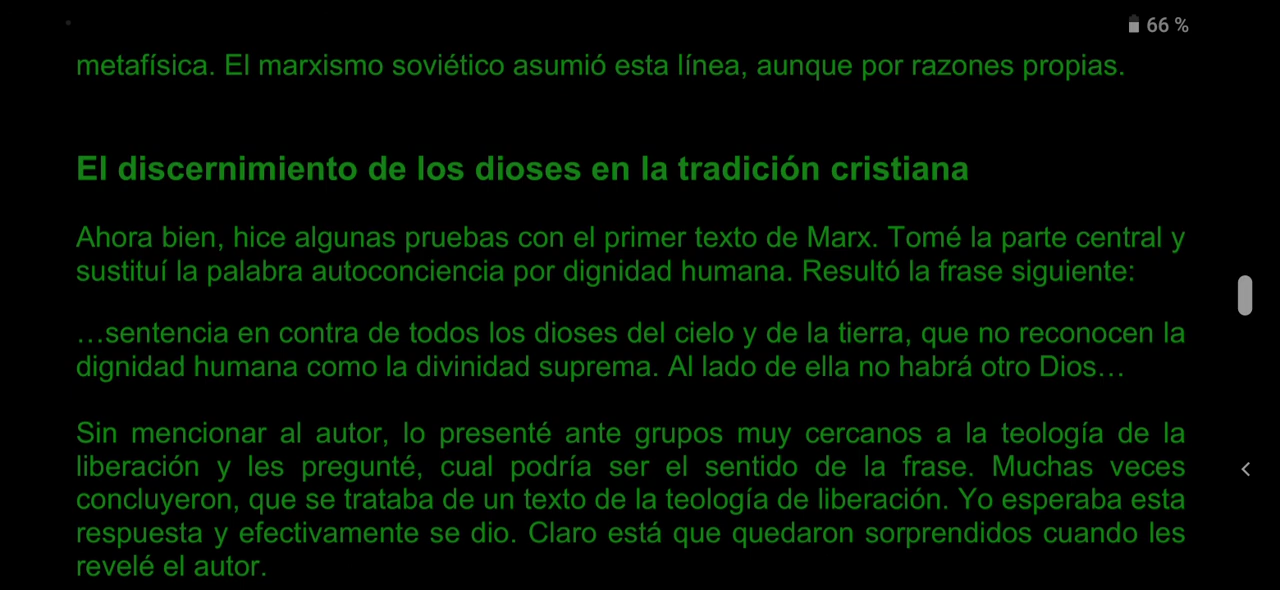 66 %
metafísica. El marxismo soviético asumió esta línea, aunque por razones propias.
El discernimiento de los dioses en la tradición cristiana
Ahora bien, hice algunas pruebas con el primer texto de Marx. Tomé la parte central y
sustituí la palabra autoconciencia por dignidad humana. Resultó la frase siguiente:
…sentencia en contra de todos los dioses del cielo y de la tierra, que no reconocen la
dignidad humana como la divinidad suprema. Al lado de ella no habrá otro Dios…
Sin mencionar al autor, lo presenté ante grupos muy cercanos a la teología de la
liberación y les pregunté, cual podría ser el sentido de la frase. Muchas veces
concluyeron, que se trataba de un texto de la teología de liberación. Yo esperaba esta
respuesta y efectivamente se dio. Claro está que quedaron sorprendidos cuando les
revelé el autor.